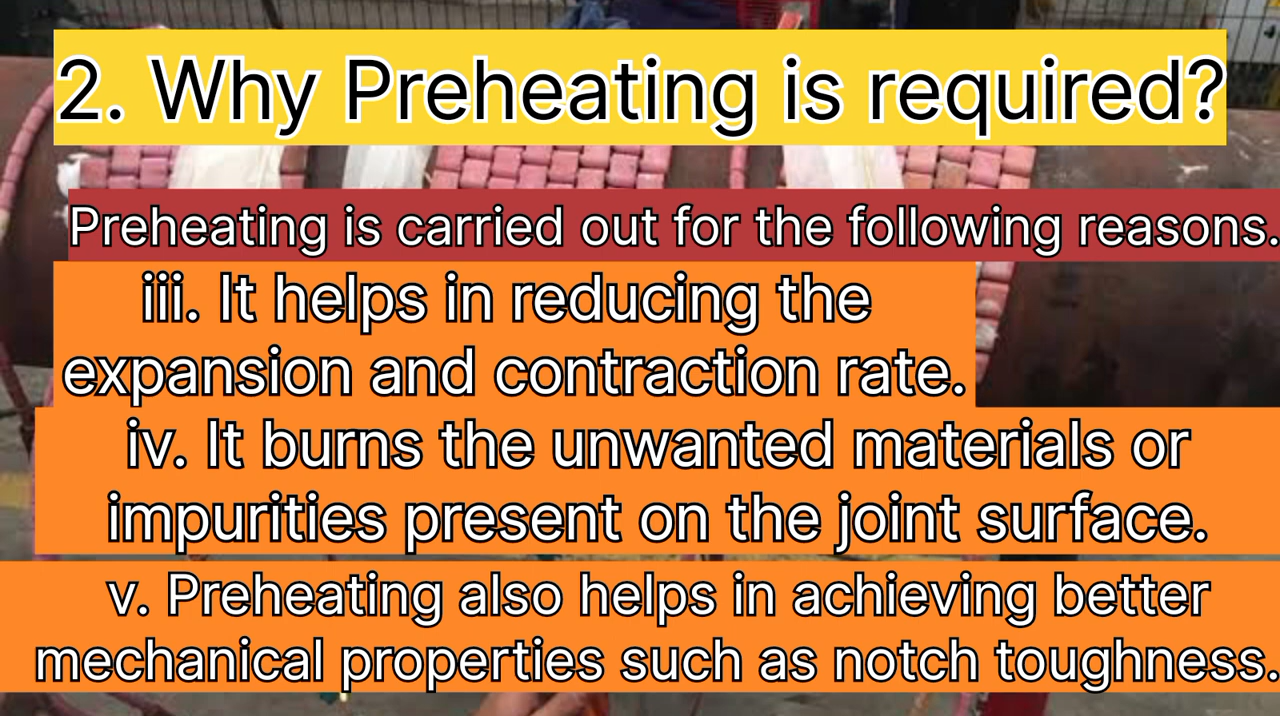 2. Why Preheating is required?
Preheating is carried out for the following reasons.
iii. It helps in reducing the
expansion and contraction rate.
iv. It burns the unwanted materials or
impurities present on the joint surface.
v. Preheating also helps in achieving better
mechanical properties such as notch toughness.